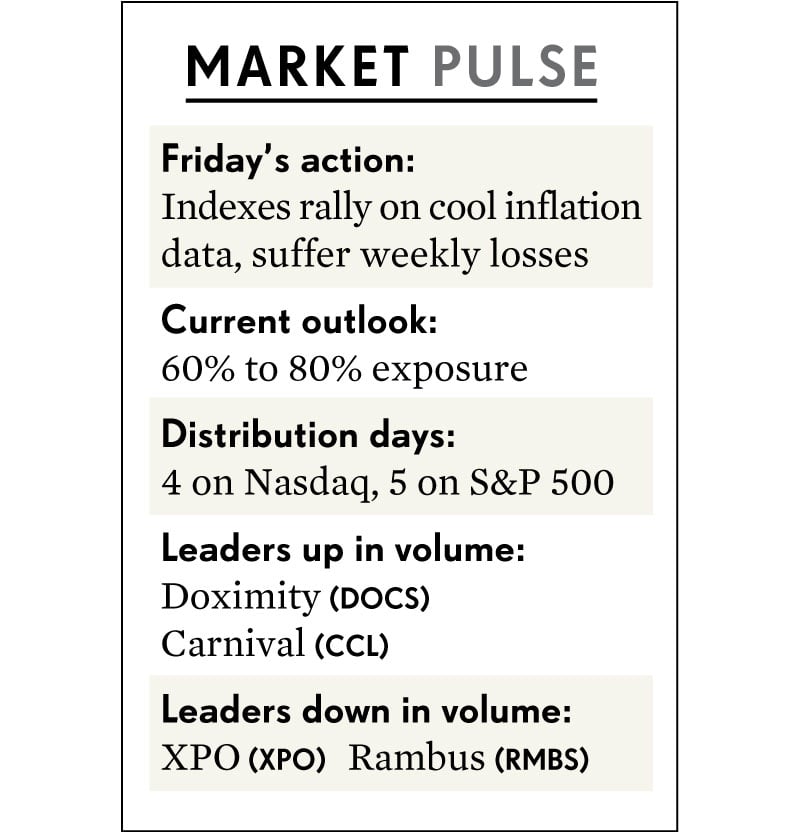 MARKET PULSE
Friday’s action:
Indexes rally on cool inflation
data, suffer weekly losses
Current outlook:
60% to 80% exposure
Distribution days:
4 on Nasdaq, 5 on S&P 500
Leaders up in volume:
Doximity (DOCS)
Carnival (CCL)
Leaders down in volume:
XPO (XPO) Rambus (RMBS)